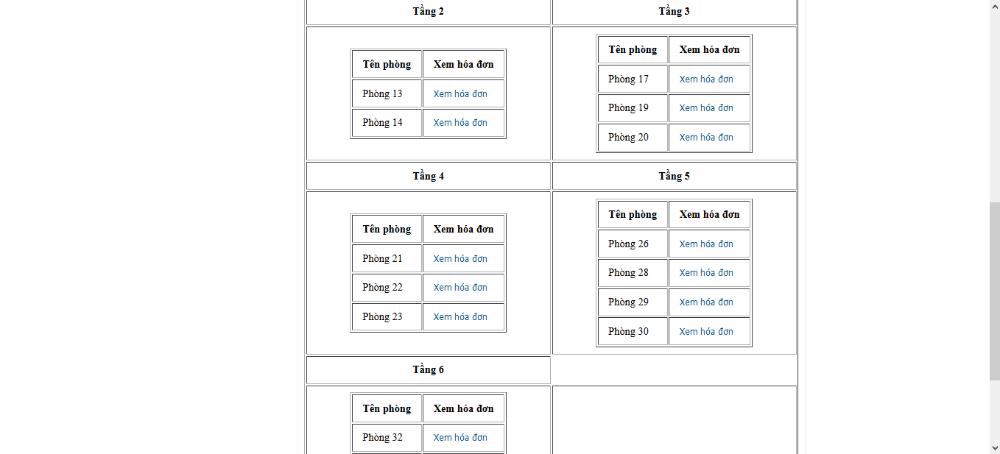 Tầng 2 Tầng 3
Tên phòng Xem hóa đơn
Phòng 13 Xem hóa đơn
Phòng 14 Xem hóa đơn
Tên phòng Xem hóa đơn
Phòng 17 Xem hóa đơn
Phòng 19 Xem hóa đơn
Phòng 20 Xem hóa đơn
Tầng 4 Tầng 5
Tên phòng Xem hóa đơn
Phòng 21 Xem hóa đơn
Phòng 22 Xem hóa đơn
Phòng 23 Xem hóa đơn
Tên phòng Xem hóa đơn
Phòng 26 Xem hóa đơn
Phòng 28 Xem hóa đơn
Phòng 29 Xem hóa đơn
Phòng 30 Xem hóa đơn
Tầng 6
Tên phòng Xem hóa đơn
Phòng 32 Xem hóa đơn